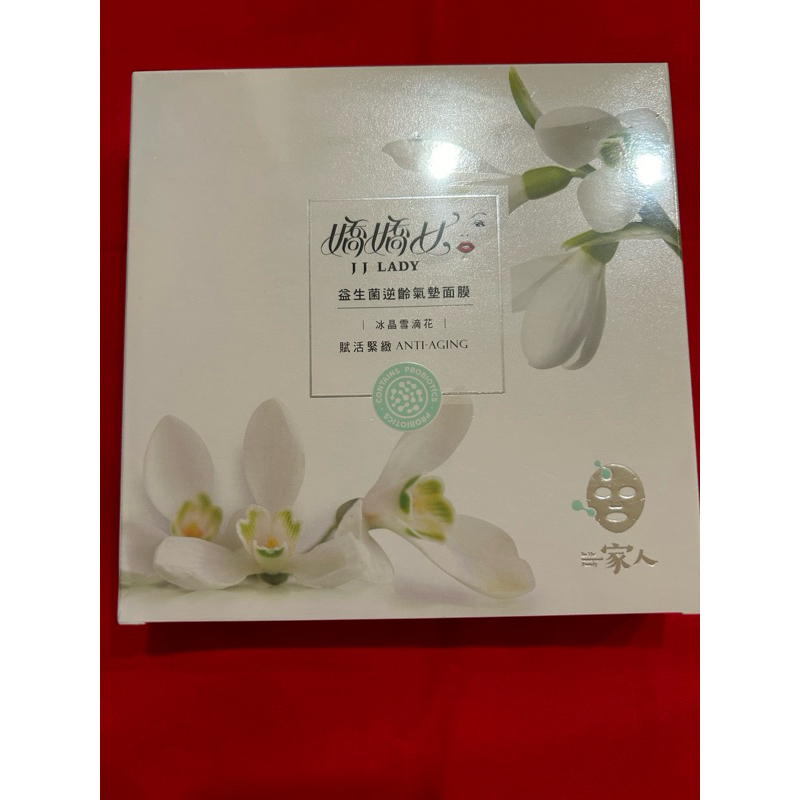 嬌嬌女
JJ LADY
益生菌逆齡氣墊面膜
冰晶雪滴花
賦活緊緻 ANTI-AGING
CONTAINS PROBIOTICS · PROBIOTICS ·
家人